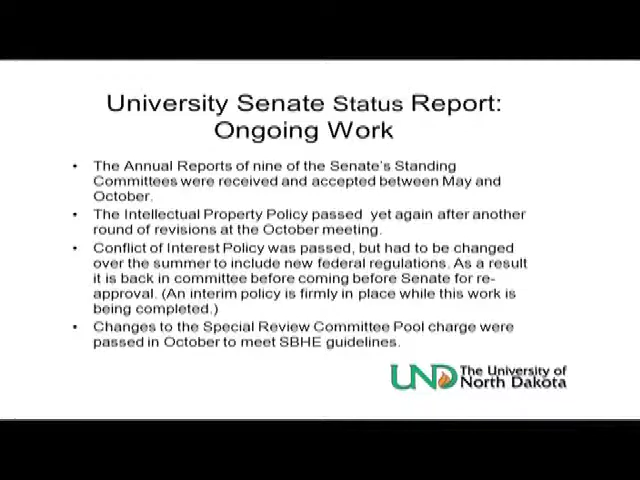 University Senate Status Report:
Ongoing Work
• The Annual Reports of nine of the Senate's Standing
Committees were received and accepted between May and
October.
• The Intellectual Property Policy passed yet again after another
round of revisions at the October meeting.
• Conflict of Interest Policy was passed, but had to be changed
over the summer to include new federal regulations. As a result
it is back in committee before coming before Senate for re-
approval. (An interim policy is firmly in place while this work is
being completed.)
• Changes to the Special Review Committee Pool charge were
passed in October to meet SBHE guidelines.
UND The University of
North Dakota